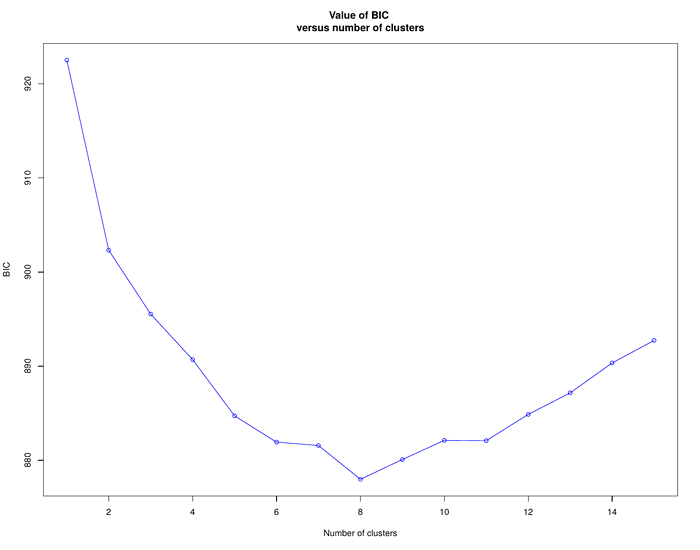 Value of BIC
versus number of clusters
920
910
900
890
880
BIC
2 4 6 8 10 12 14
Number of clusters